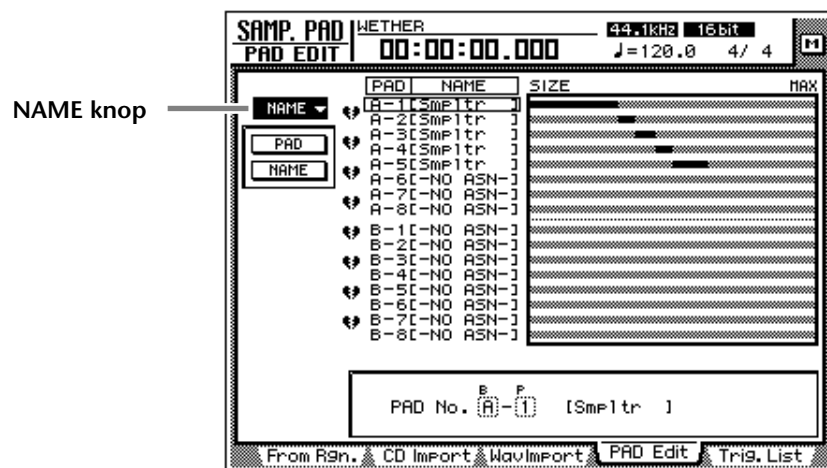 SAMP. PAD
PAD EDIT
WETHER
00:00:00.000
44.1kHz 16bit
♩=120.0 4/ 4
M
NAME knop
NAME
PAD
NAME
PAD NAME SIZE MAX
A-1[Smpltr ]
A-2[Smpltr ]
A-3[Smpltr ]
A-4[Smpltr ]
A-5[Smpltr ]
A-6[-NO ASN-]
A-7[-NO ASN-]
A-8[-NO ASN-]
B-1[-NO ASN-]
B-2[-NO ASN-]
B-3[-NO ASN-]
B-4[-NO ASN-]
B-5[-NO ASN-]
B-6[-NO ASN-]
B-7[-NO ASN-]
B-8[-NO ASN-]
B P
PAD No. A-1 [Smpltr ]
From Rgn. CD Import WavImport PAD Edit Trig.List